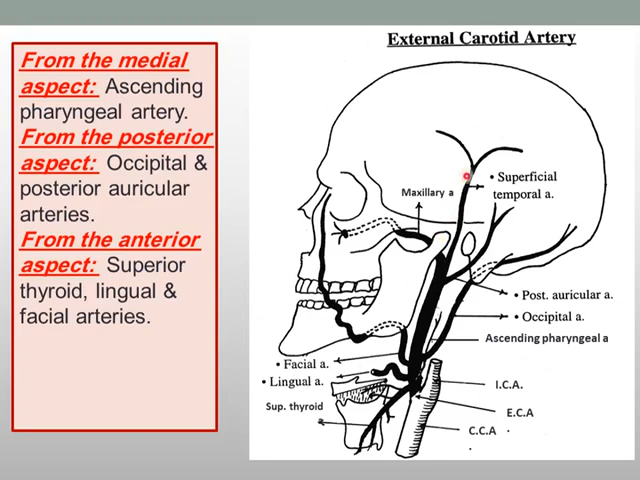 External Carotid Artery
From the medial
aspect: Ascending
pharyngeal artery.
From the posterior
aspect: Occipital &
posterior auricular
arteries.
From the anterior
aspect: Superior
thyroid, lingual &
facial arteries.
Maxillary a
• Superficial
temporal a.
• Post. auricular a.
• Occipital a.
Ascending pharyngeal a
• Facial a.
• Lingual a.
Sup. thyroid
I.C.A.
E.C.A
C.C.A